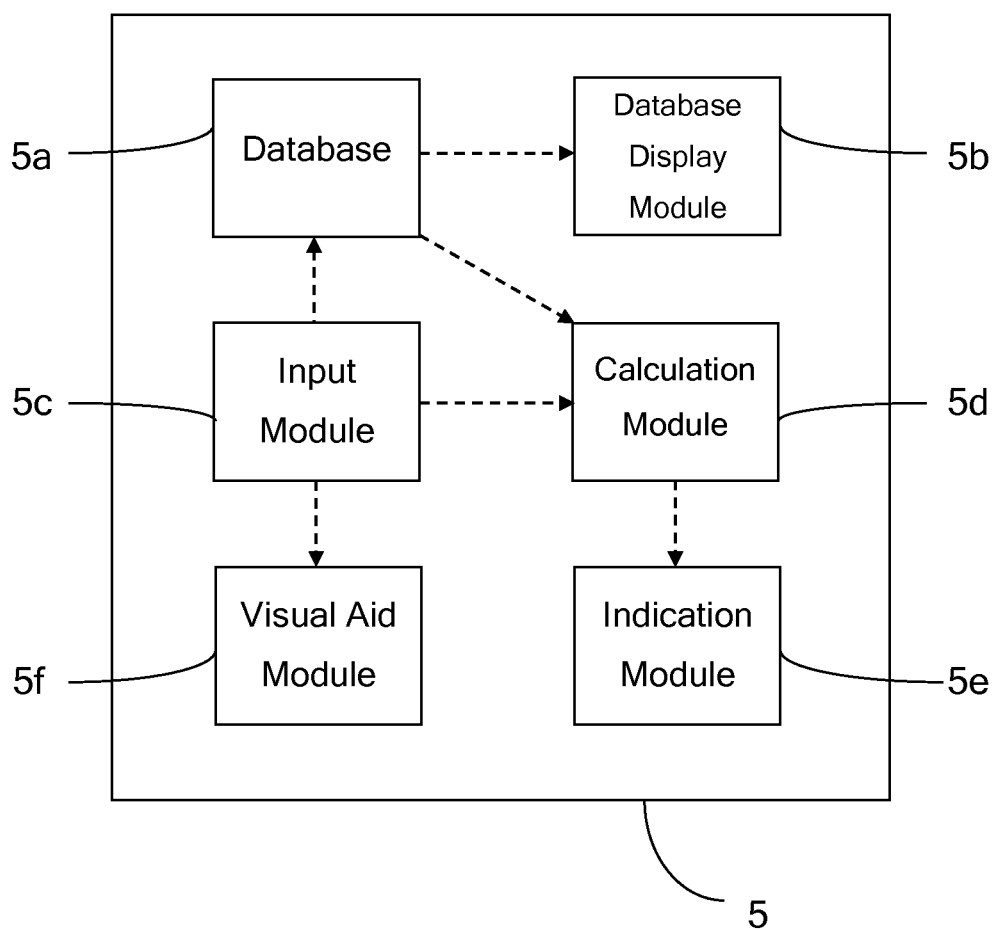 5a
Database
Database
Display
Module
5b
5c
Input
Module
Calculation
Module
5d
5f
Visual Aid
Module
Indication
Module
5e
5